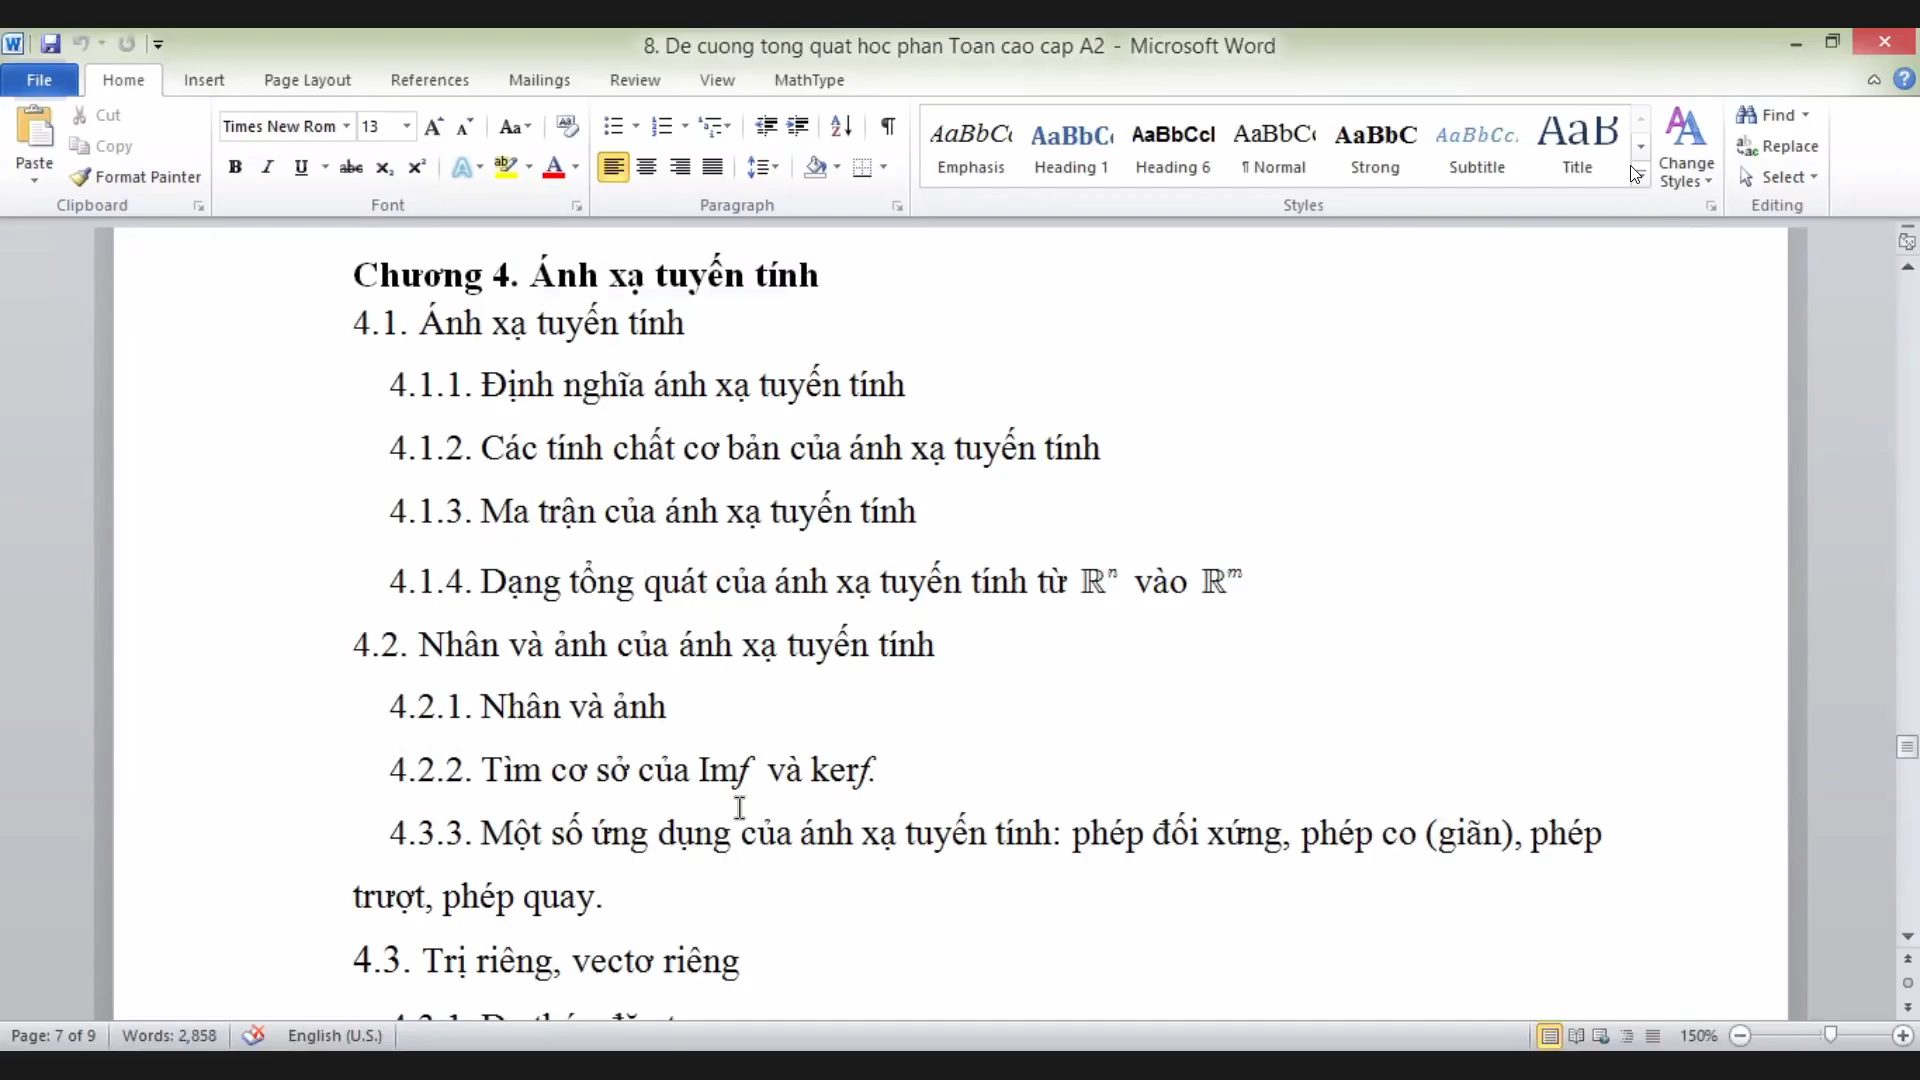 8. De cuong tong quat hoc phan Toan cao cap A2 - Microsoft Word
File Home Insert Page Layout References Mailings Review View MathType
Paste Cut Copy Format Painter
Clipboard
Times New Rom 13
Font
Paragraph
AaBbCc AaBbC AaBbCcI AaBbC AaBbC AaBbCc. AaB
Emphasis Heading 1 Heading 6 ¶ Normal Strong Subtitle Title
Styles
Change Styles
Find
Replace
Select
Editing
Chương 4. Ánh xạ tuyến tính
4.1. Ánh xạ tuyến tính
4.1.1. Định nghĩa ánh xạ tuyến tính
4.1.2. Các tính chất cơ bản của ánh xạ tuyến tính
4.1.3. Ma trận của ánh xạ tuyến tính
4.1.4. Dạng tổng quát của ánh xạ tuyến tính từ ℝⁿ vào ℝᵐ
4.2. Nhân và ảnh của ánh xạ tuyến tính
4.2.1. Nhân và ảnh
4.2.2. Tìm cơ sở của Imf và kerf.
4.3.3. Một số ứng dụng của ánh xạ tuyến tính: phép đối xứng, phép co (giãn), phép
trượt, phép quay.
4.3. Trị riêng, vectơ riêng
Page: 7 of 9 Words: 2,858 English (U.S.) 150%